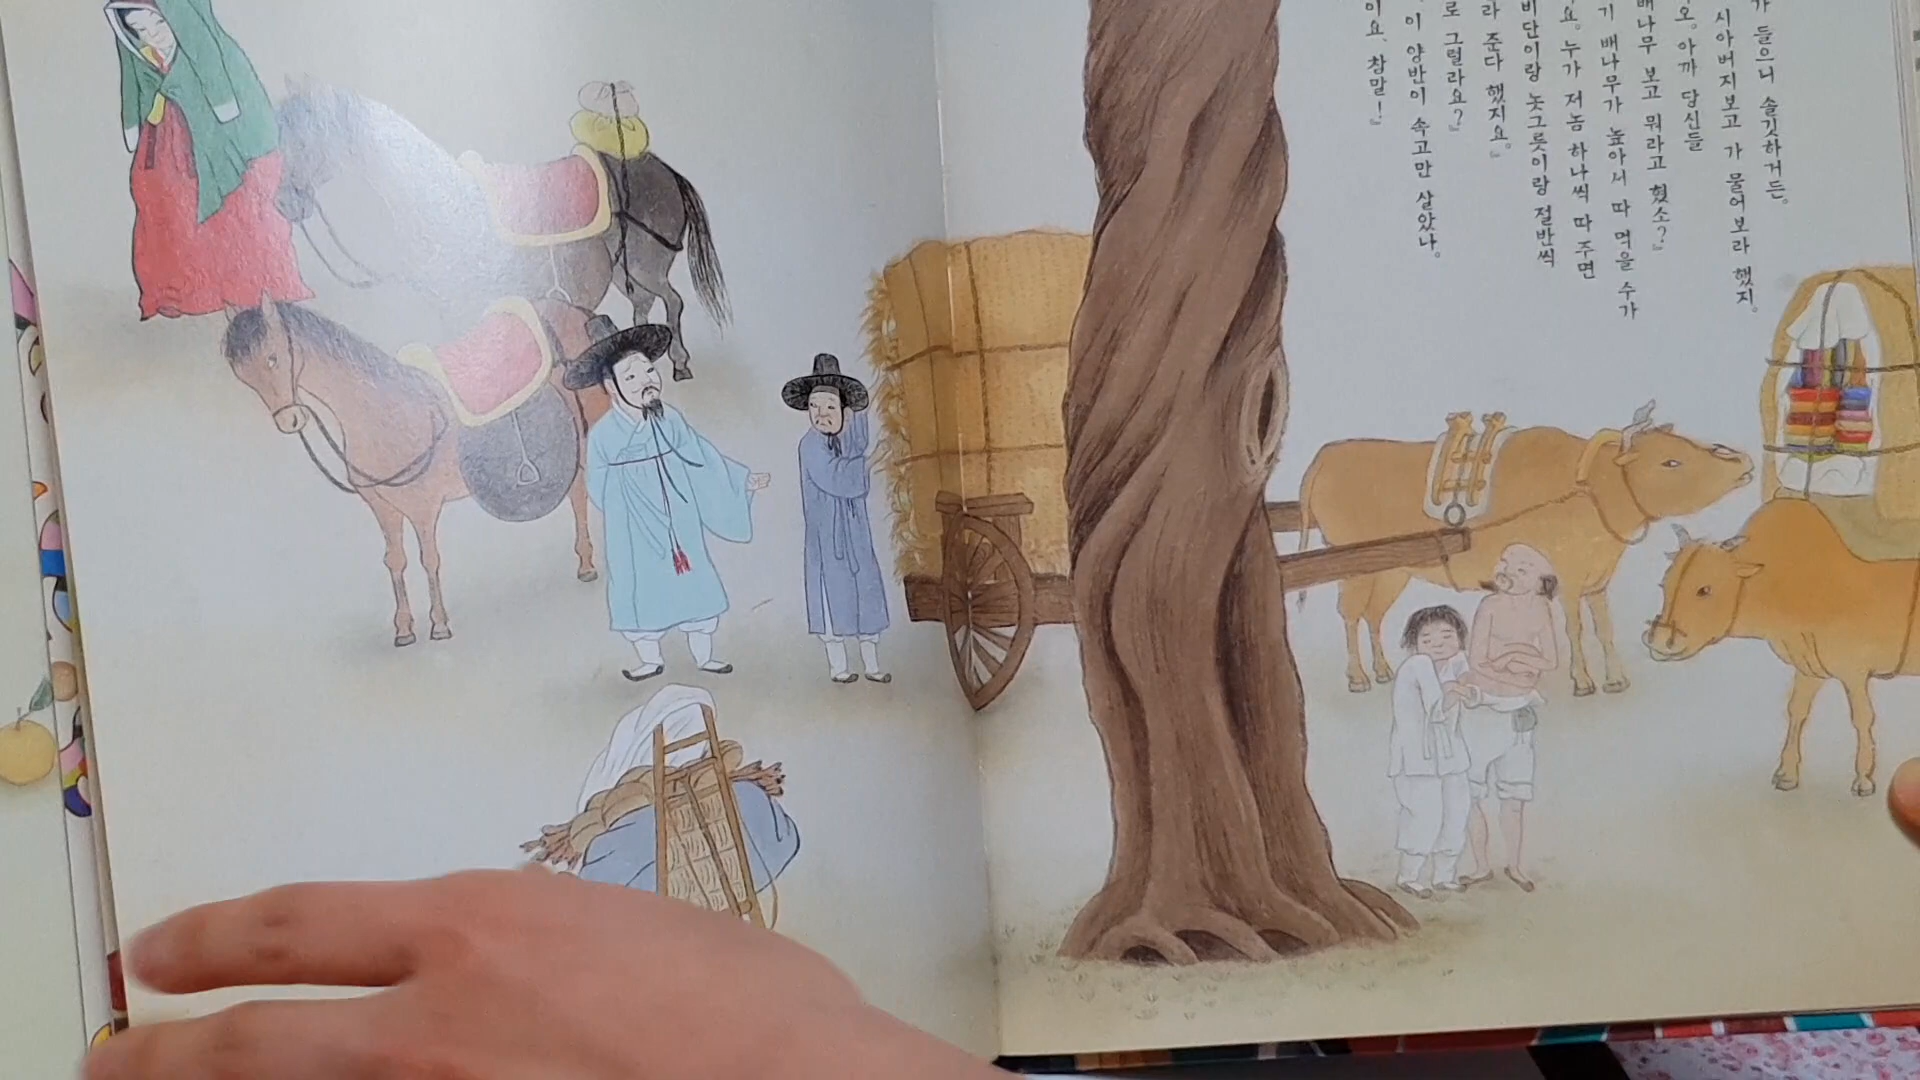 가 들으니 솔깃하거든.
시아버지보고 가 물어보라 했지.
오. 아까 당신들
배나무 보고 뭐라고 혔소?』
기 배나무가 높아서 따 먹을 수가
요. 누가 저놈 하나씩 따 주면
비단이랑 놋그릇이랑 절반씩
라 준다 했지요.』
로 그럴라요?』
이 양반이 속고만 살았나.
이요, 참말!』